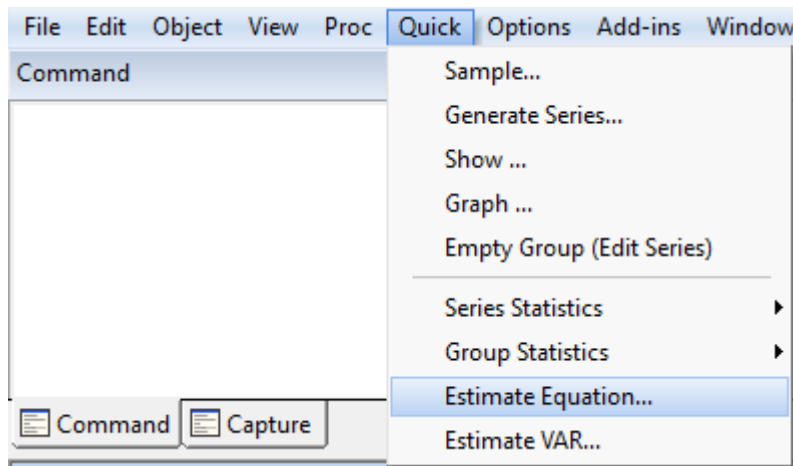 File Edit Object View Proc Quick Options Add-ins Window
Command
Sample...
Generate Series...
Show ...
Graph ...
Empty Group (Edit Series)
Series Statistics
Group Statistics
Estimate Equation...
Estimate VAR...
Command Capture